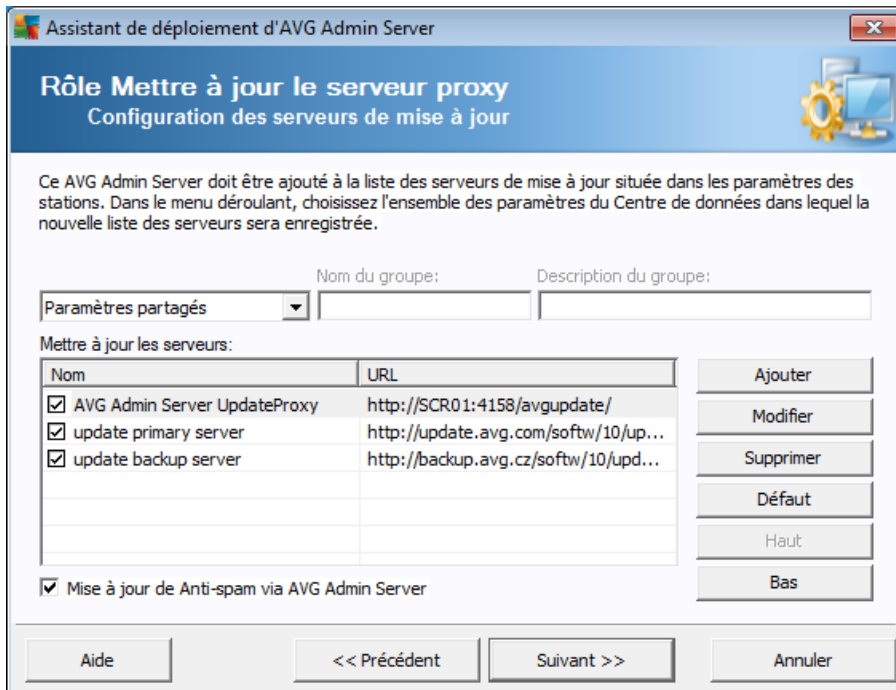 Assistant de déploiement d'AVG Admin Server
Rôle Mettre à jour le serveur proxy
Configuration des serveurs de mise à jour
Ce AVG Admin Server doit être ajouté à la liste des serveurs de mise à jour située dans les paramètres des
stations. Dans le menu déroulant, choisissez l'ensemble des paramètres du Centre de données dans lequel la
nouvelle liste des serveurs sera enregistrée.
Nom du groupe: Description du groupe:
Paramètres partagés
Mettre à jour les serveurs:
Nom URL
AVG Admin Server UpdateProxy http://SCR01:4158/avgupdate/
update primary server http://update.avg.com/softw/10/up...
update backup server http://backup.avg.cz/softw/10/upd...
Ajouter
Modifier
Supprimer
Défaut
Haut
Bas
Mise à jour de Anti-spam via AVG Admin Server
Aide << Précédent Suivant >> Annuler